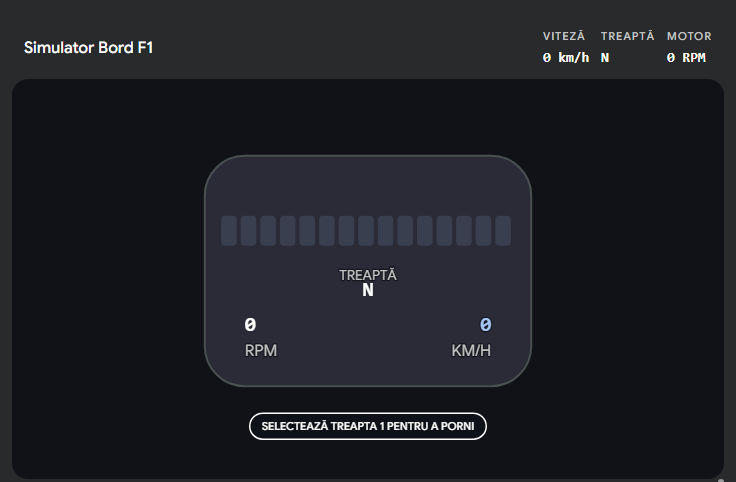 Simulator Bord F1
VITEZĂ TREAPTĂ MOTOR
0 km/h N 0 RPM
TREAPTĂ
N
0 0
RPM KM/H
SELECTEAZĂ TREAPTA 1 PENTRU A PORNI